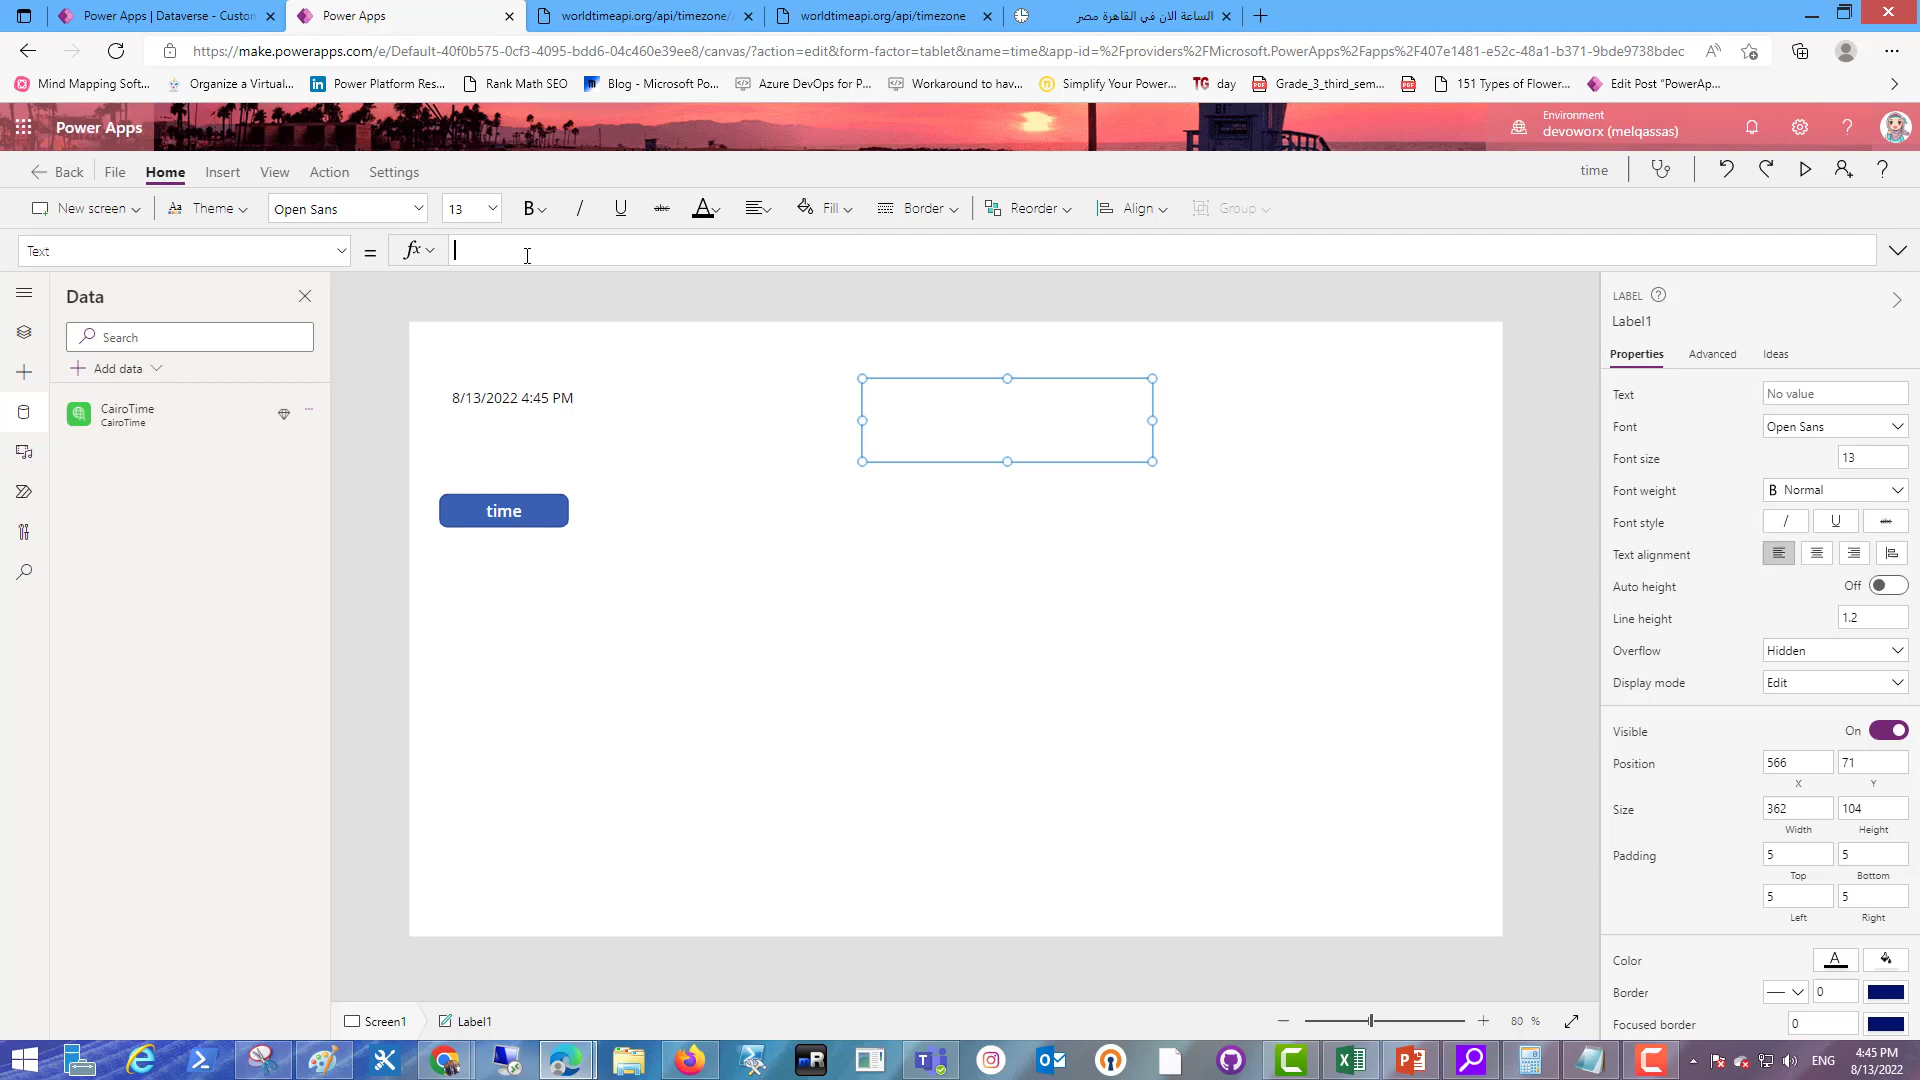 Power Apps | Dataverse - Custon
Power Apps
worldtimeapi.org/api/timezone/
worldtimeapi.org/api/timezone
الساعة الان في القاهرة مصر
https://make.powerapps.com/e/Default-40f0b575-0cf3-4095-bdd6-04c460e39ee8/canvas/?action=edit&form-factor=tablet&name=time&app-id=%2Fproviders%2FMicrosoft.PowerApps%2Fapps%2F407e1481-e52c-48a1-b371-9bde9738bdec
Mind Mapping Soft... Organize a Virtual... Power Platform Res... Rank Math SEO Blog - Microsoft Po... Azure DevOps for P... Workaround to hav... Simplify Your Power... TG day Grade_3_third_sem... 151 Types of Flower... Edit Post "PowerAp...
Power Apps
Environment
devoworx (melqassas)
Back File Home Insert View Action Settings time
New screen Theme Open Sans 13 B / U abc A Fill Border Reorder Align Group
Text = fx
Data
Search
Add data
CairoTime
CairoTime
8/13/2022 4:45 PM
time
LABEL
Label1
Properties Advanced Ideas
Text No value
Font Open Sans
Font size 13
Font weight B Normal
Font style / U abc
Text alignment
Auto height Off
Line height 1.2
Overflow Hidden
Display mode Edit
Visible On
Position 566 71
X Y
Size 362 104
Width Height
Padding 5 5
Top Bottom
5 5
Left Right
Color A
Border 0
Focused border 0
Screen1 Label1 80 %
ENG
4:45 PM
8/13/2022